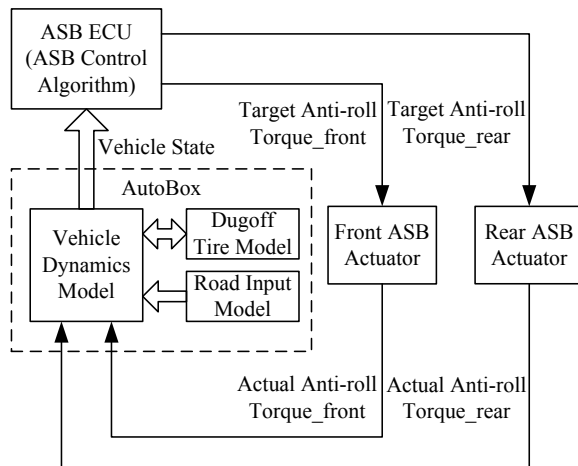 ASB ECU
(ASB Control
Algorithm)
Target Anti-roll
Torque_front
Target Anti-roll
Torque_rear
Vehicle State
AutoBox
Vehicle
Dynamics
Model
Dugoff
Tire Model
Road Input
Model
Front ASB
Actuator
Rear ASB
Actuator
Actual Anti-roll
Torque_front
Actual Anti-roll
Torque_rear